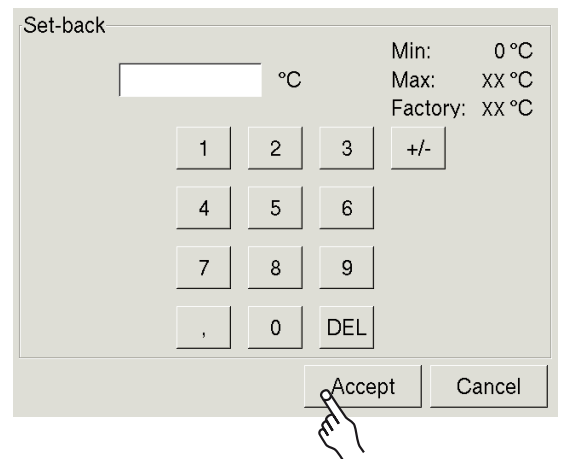 Set-back
Min: 0 °C
°C Max: XX °C
Factory: XX °C
1 2 3 +/-
4 5 6
7 8 9
, 0 DEL
Accept Cancel